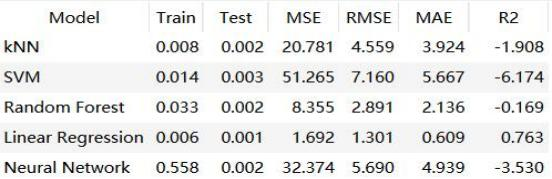 Model Train Test MSE RMSE MAE R2
kNN 0.008 0.002 20.781 4.559 3.924 -1.908
SVM 0.014 0.003 51.265 7.160 5.667 -6.174
Random Forest 0.033 0.002 8.355 2.891 2.136 -0.169
Linear Regression 0.006 0.001 1.692 1.301 0.609 0.763
Neural Network 0.558 0.002 32.374 5.690 4.939 -3.530